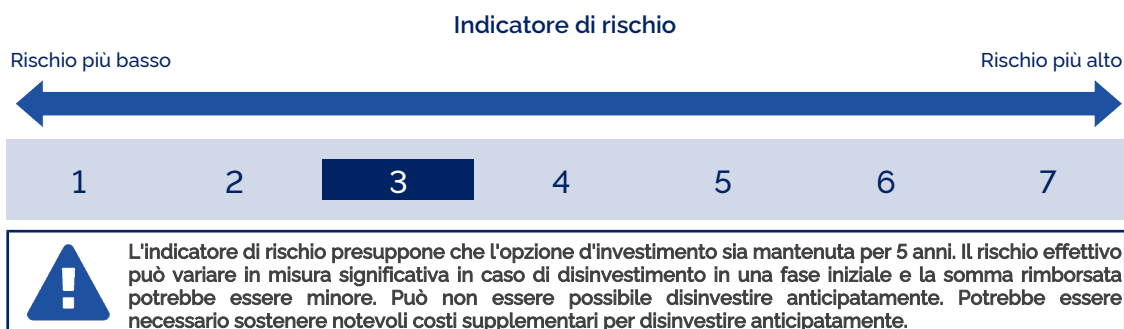 Indicatore di rischio
Rischio più basso Rischio più alto
1 2 3 4 5 6 7
L'indicatore di rischio presuppone che l'opzione d'investimento sia mantenuta per 5 anni. Il rischio effettivo
può variare in misura significativa in caso di disinvestimento in una fase iniziale e la somma rimborsata
potrebbe essere minore. Può non essere possibile disinvestire anticipatamente. Potrebbe essere
necessario sostenere notevoli costi supplementari per disinvestire anticipatamente.